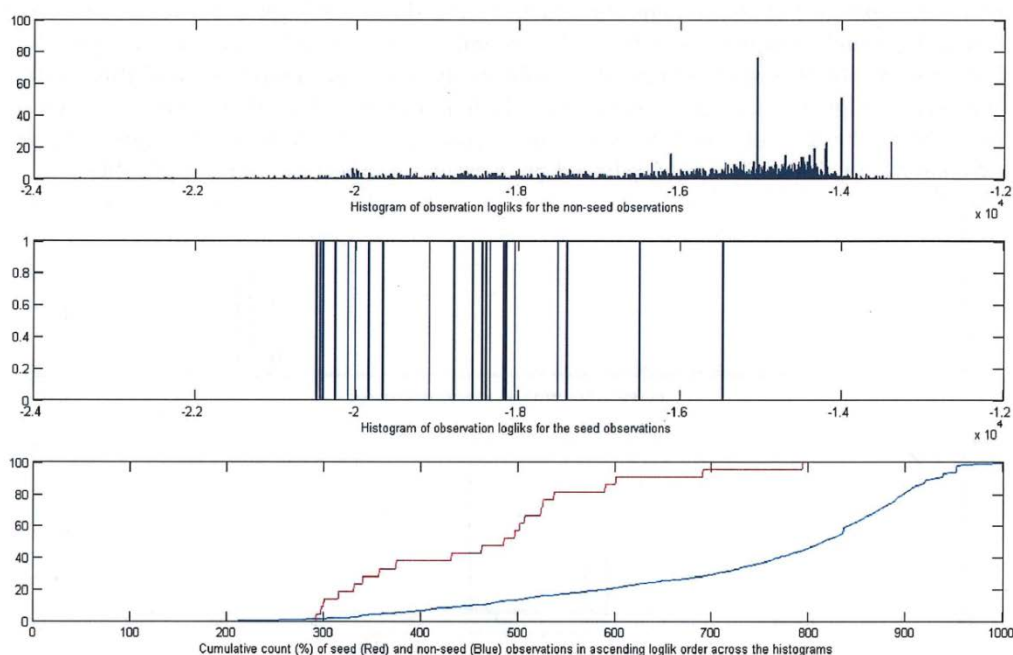 100
80
60
40
20
0
-2.4 -2.2 -2 -1.8 -1.6 -1.4 -1.2
Histogram of observation logliks for the non-seed observations
x 10^4
1
0.8
0.6
0.4
0.2
0
-2.4 -2.2 -2 -1.8 -1.6 -1.4 -1.2
Histogram of observation logliks for the seed observations
x 10^4
100
80
60
40
20
0
0 100 200 300 400 500 600 700 800 900 1000
Cumulative count (%) of seed (Red) and non-seed (Blue) observations in ascending loglik order across the histograms